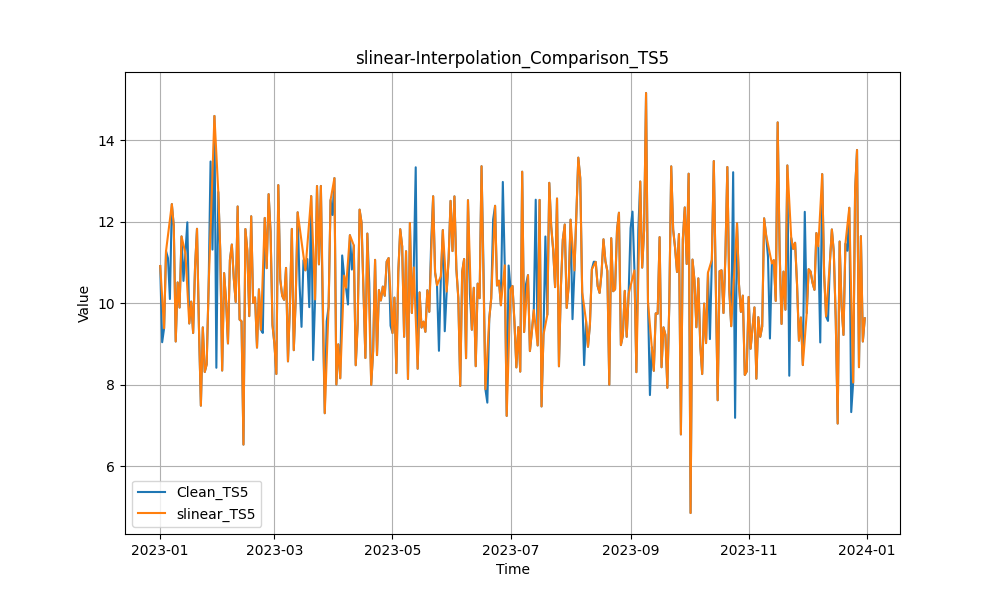 slinear-Interpolation_Comparison_TS5
Value
14
12
10
8
6
Clean_TS5
slinear_TS5
2023-01
2023-03
2023-05
2023-07
2023-09
2023-11
2024-01
Time